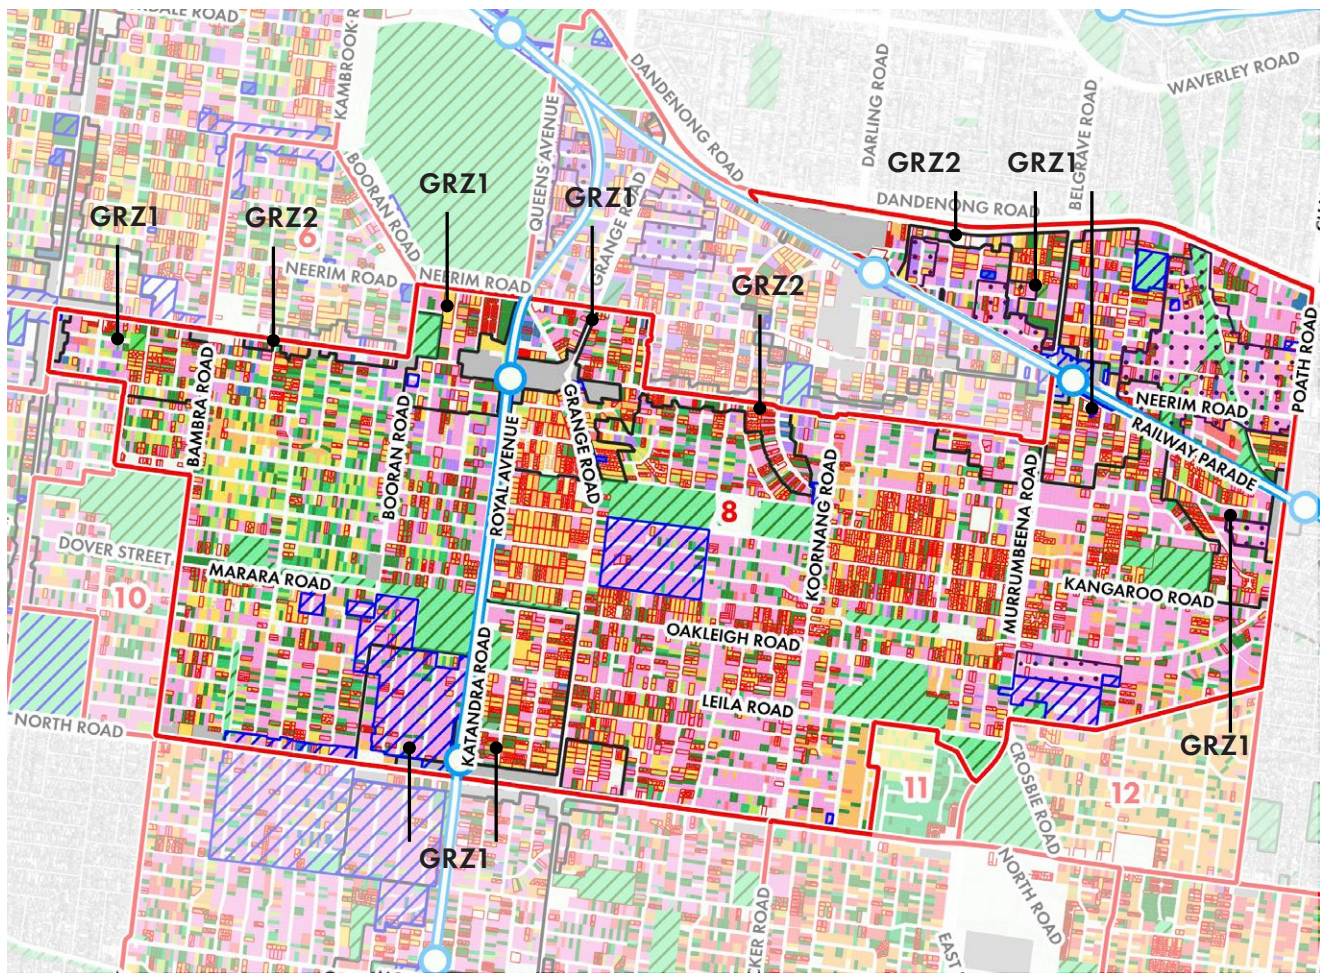 KAMBROOK R
DANDENONG ROAD
DARLING ROAD
BELGRAVE ROAD
WAVERLEY ROAD
QUEENS AVENUE
BOORAN ROAD
GRANGE ROAD
GRZ2
GRZ1
DANDENONG ROAD
GRZ1
GRZ1
GRZ1
GRZ2
6
NEERIM ROAD
NEERIM ROAD
GRZ2
POATH ROAD
BAMBRA ROAD
BOORAN ROAD
ROYAL AVENUE
GRANGE ROAD
NEERIM ROAD
RAILWAY PARADE
8
KOORNANG ROAD
MURRUMBEENA ROAD
DOVER STREET
MARARA ROAD
KANGAROO ROAD
10
OAKLEIGH ROAD
KATANDRA ROAD
LEILA ROAD
NORTH ROAD
GRZ1
11
12
CROSBIE ROAD
GRZ1
NORTH ROAD
CKER ROAD
EAST